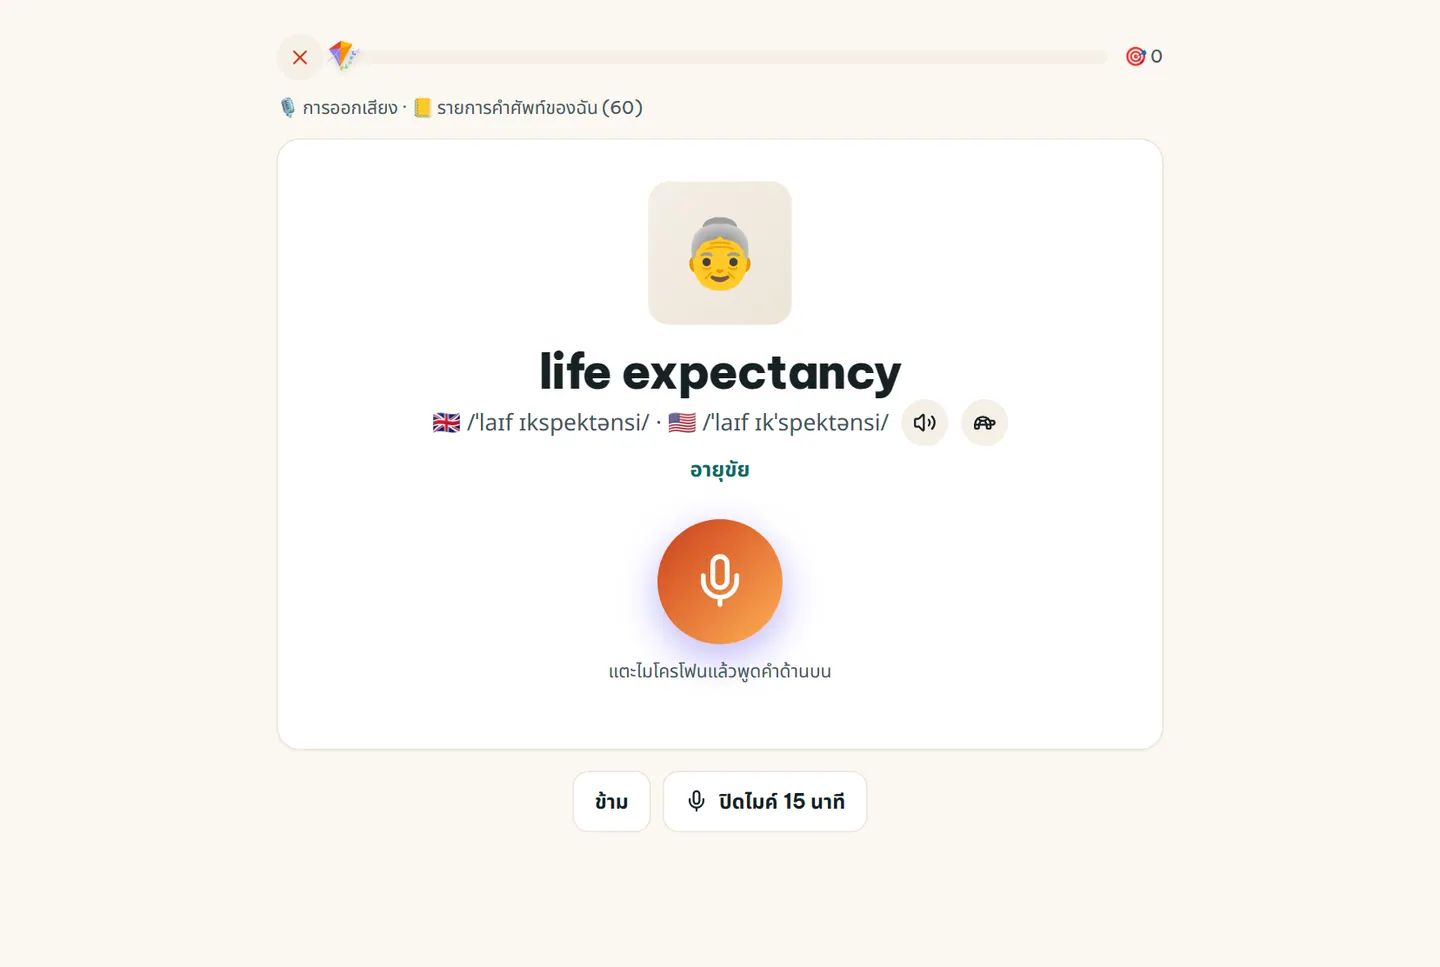 0
การออกเสียง · รายการคำศัพท์ของฉัน (60)
life expectancy
/ˈlaɪf ɪkspektənsi/ · /ˈlaɪf ɪkˈspektənsi/
อายุขัย
แตะไมโครโฟนแล้วพูดคำด้านบน
ข้าม
ปิดไมค์ 15 นาที